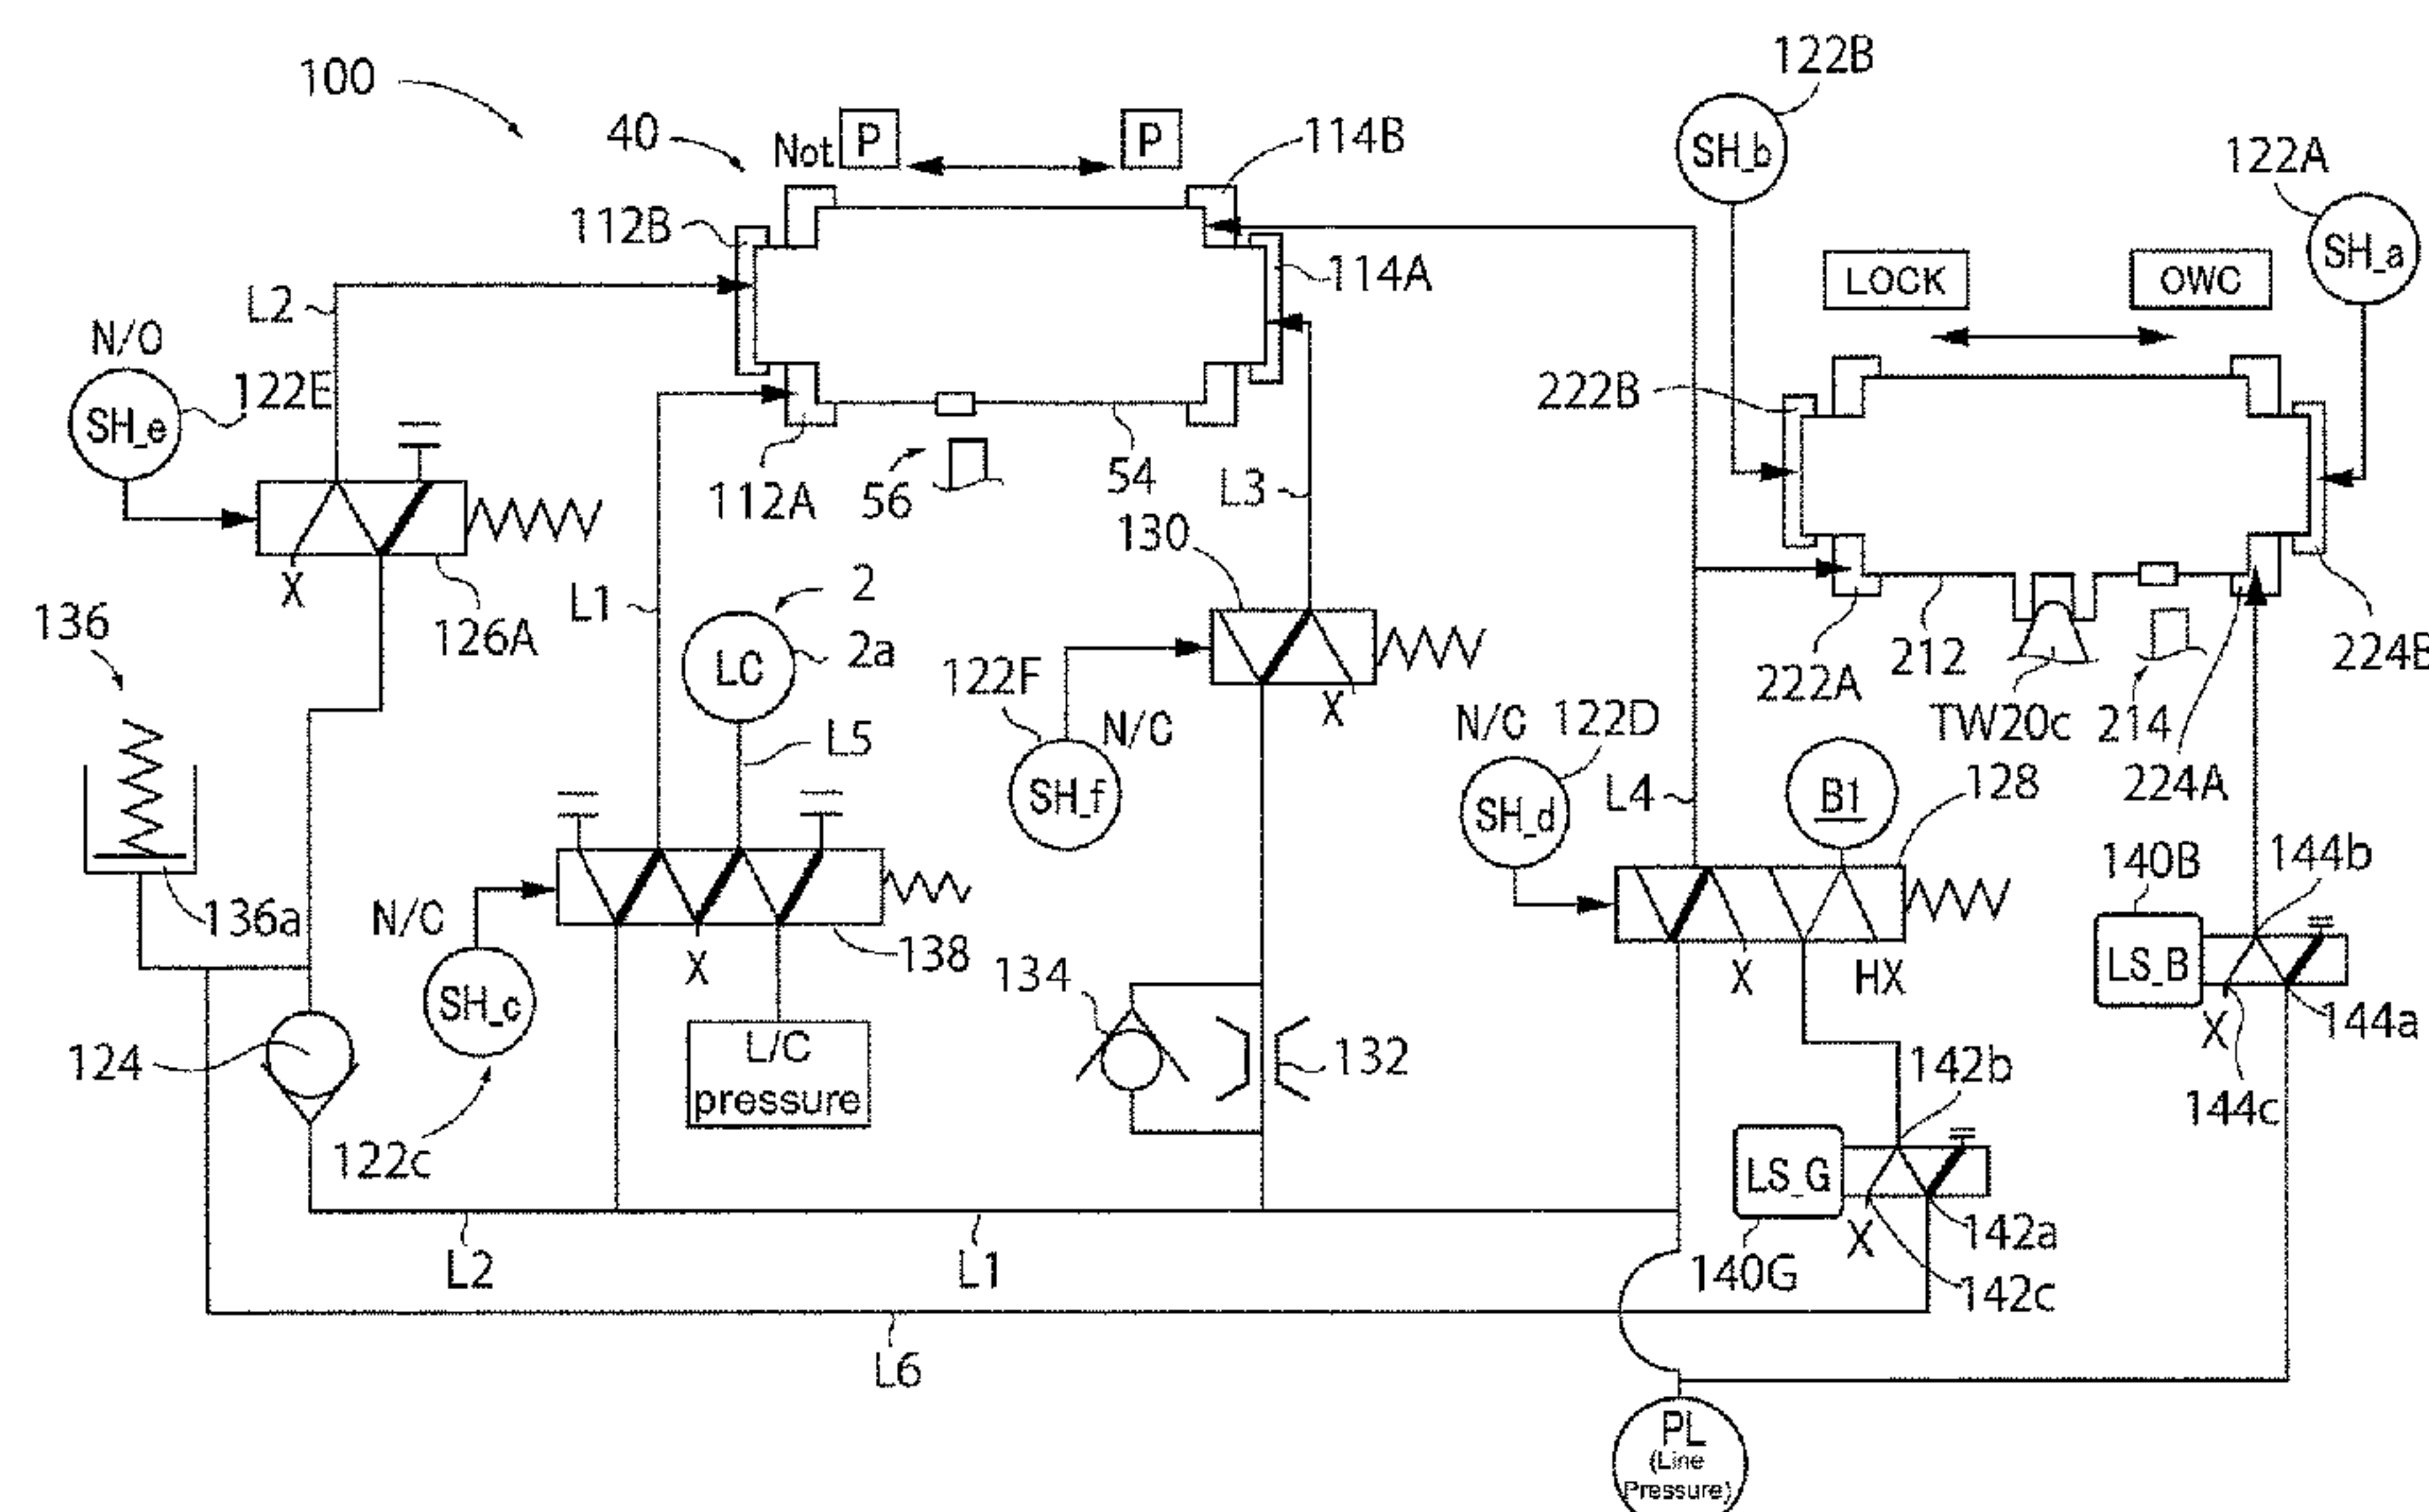 100
40
Not P
P
114B
122B
SH_b
122A
SH_a
112B
114A
LOCK
OWC
L2
N/O
SH_e
122E
222B
112A
56
54
L3
130
126A
X
L1
2
LC
2a
122F
N/C
SH_f
X
222A
212
TW20c
214
224A
224B
136
136a
L5
N/C
122D
SH_d
L4
B1
128
N/C
SH_c
122c
X
138
L/C
pressure
134
132
X
HX
140B
LS_B
144b
144a
X
144c
124
142b
LS_G
140G
X
142a
142c
L2
L1
L6
PL
(Line
Pressure)